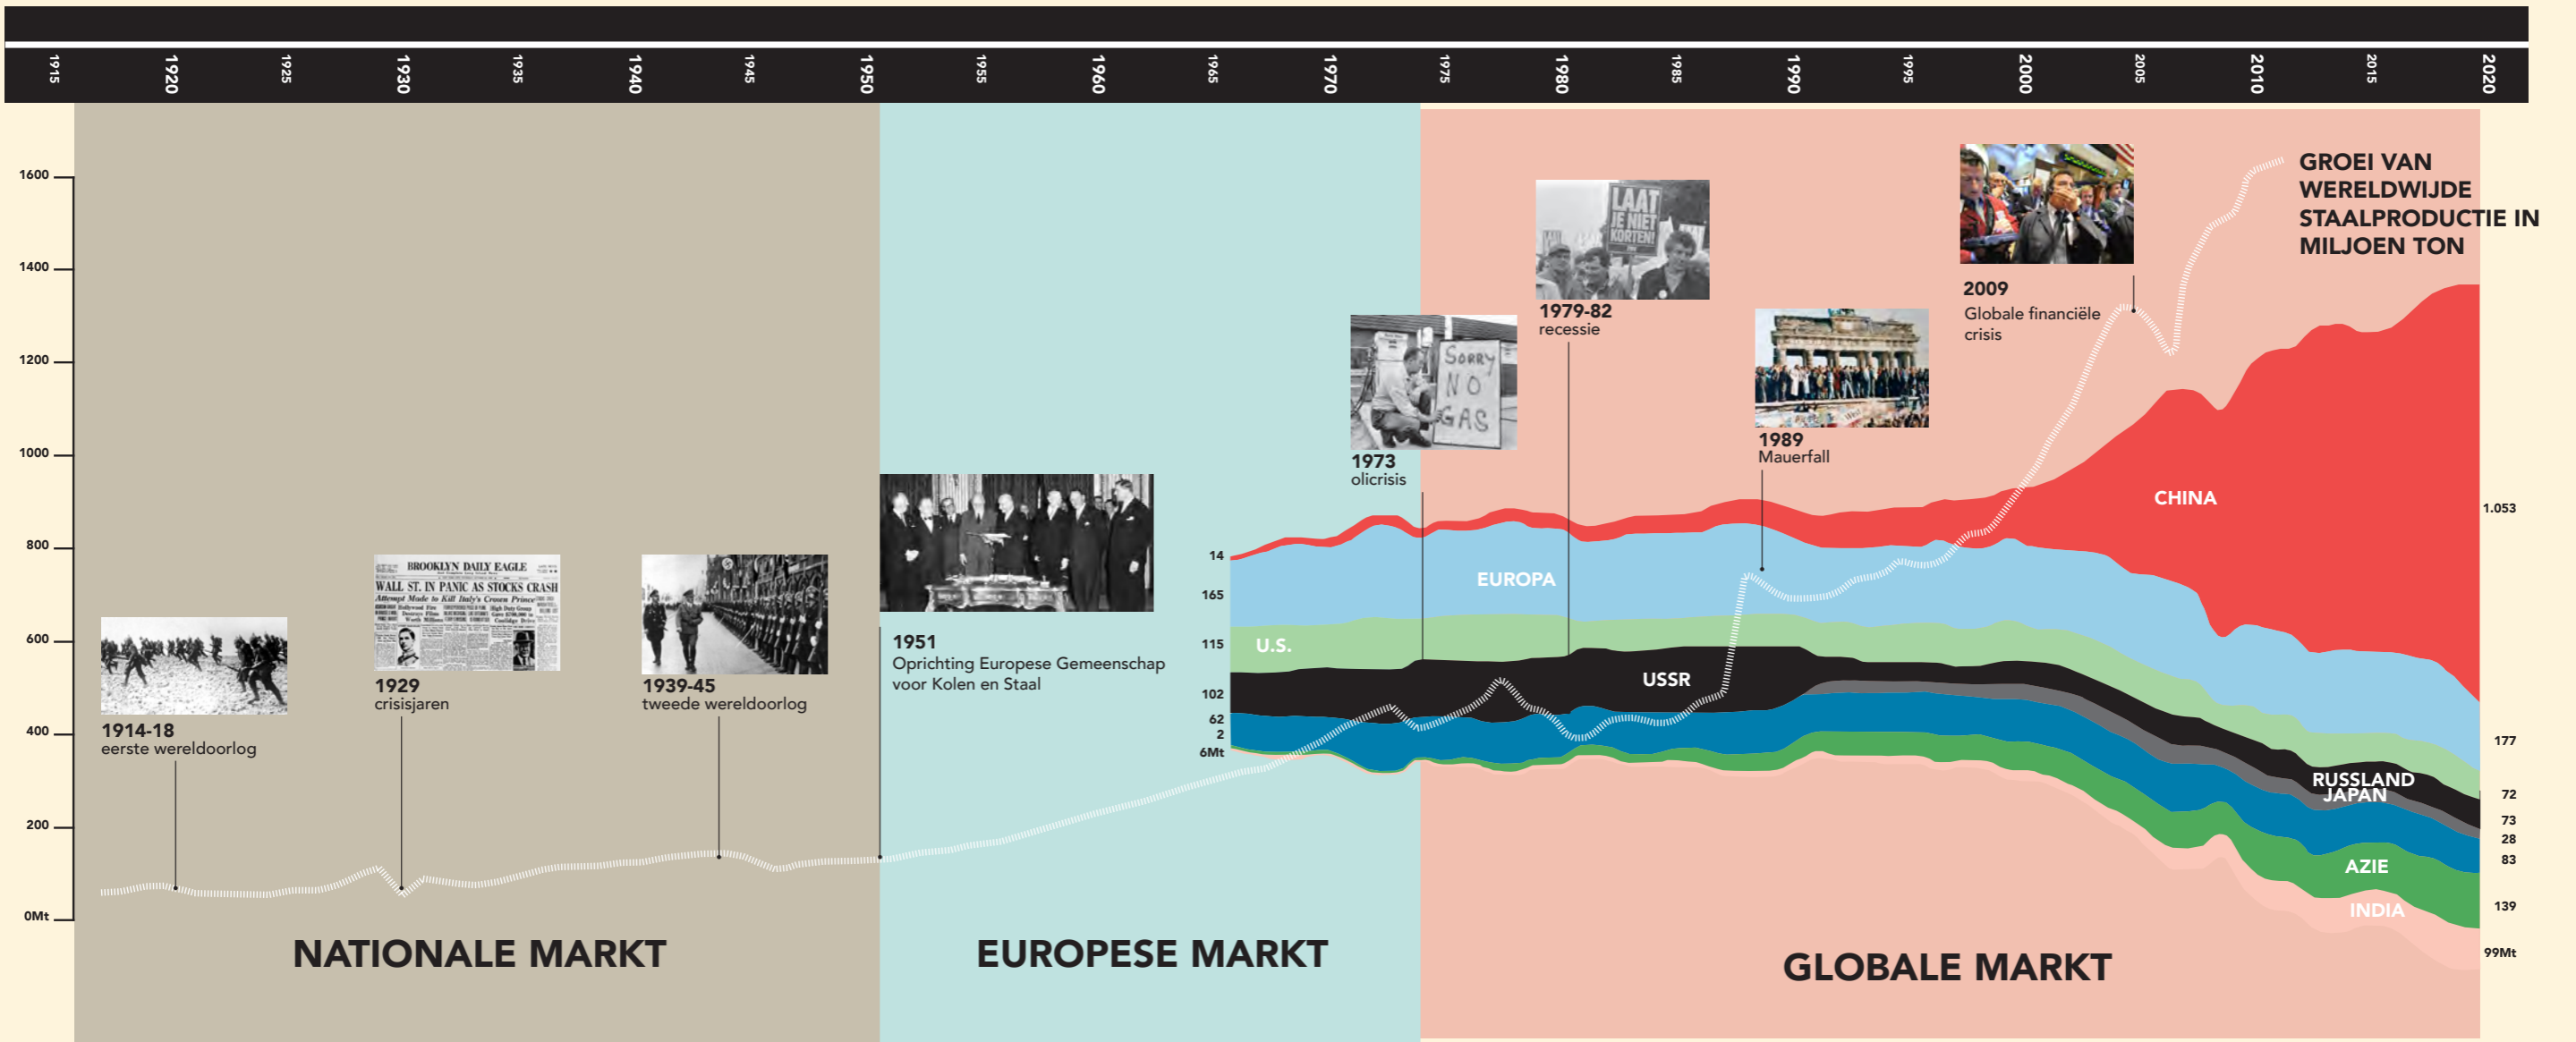 1915
1920
1925
1930
1935
1940
1945
1950
1955
1960
1965
1970
1975
1980
1985
1990
1995
2000
2005
2010
2015
2020
1600
1400
1200
1000
800
600
400
200
0Mt
GROEI VAN
WERELDWIJDE
STAALPRODUCTIE IN
MILJOEN TON
1914-18
eerste wereldoorlog
BROOKLYN DAILY EAGLE
WALL ST. IN PANIC AS STOCKS CRASH
Attempt Made to Kill Italy's Crown Prince
1929
crisisjaren
1939-45
tweede wereldoorlog
1951
Oprichting Europese Gemeenschap
voor Kolen en Staal
SORRY
NO
GAS
1973
olicrisis
LAAT
JE NIET
KORTEN!
1979-82
recessie
1989
Mauerfall
2009
Globale financiële
crisis
14
165
115
102
62
2
6Mt
EUROPA
U.S.
USSR
CHINA
RUSSLAND
JAPAN
AZIE
INDIA
1.053
177
72
73
28
83
139
99Mt
NATIONALE MARKT
EUROPESE MARKT
GLOBALE MARKT